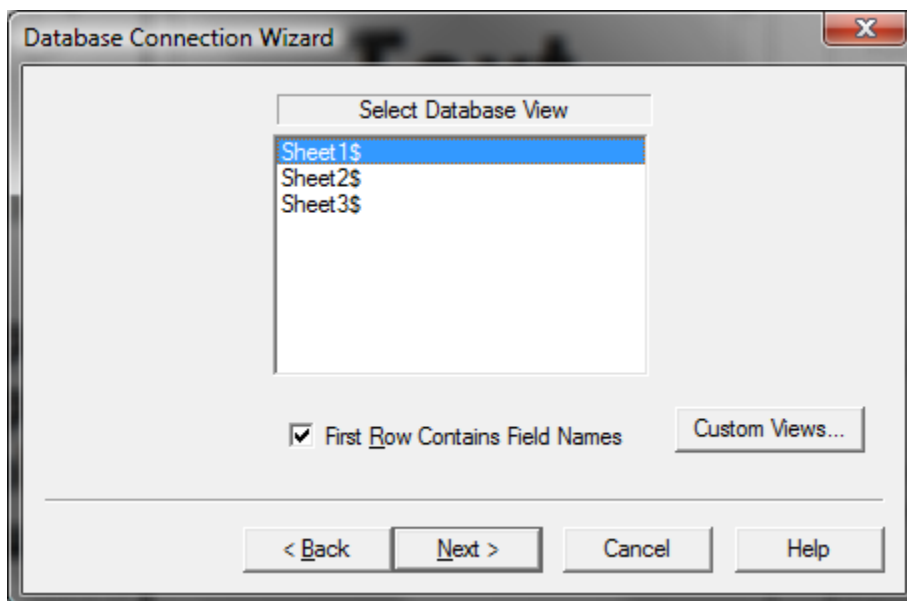 Database Connection Wizard
Select Database View
Sheet1$
Sheet2$
Sheet3$
First Row Contains Field Names
Custom Views...
< Back
Next >
Cancel
Help